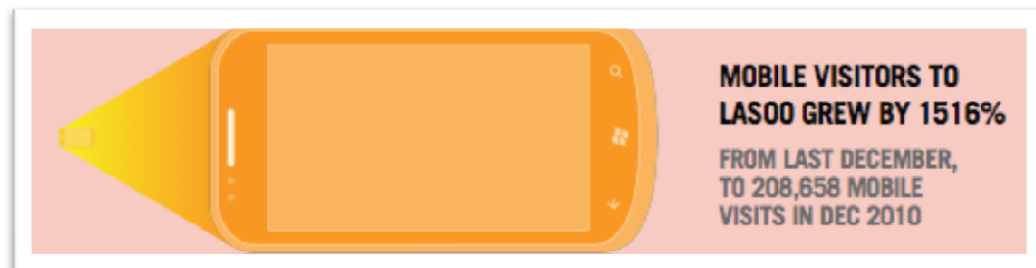 MOBILE VISITORS TO
LASOO GREW BY 1516%
FROM LAST DECEMBER,
TO 208,658 MOBILE
VISITS IN DEC 2010